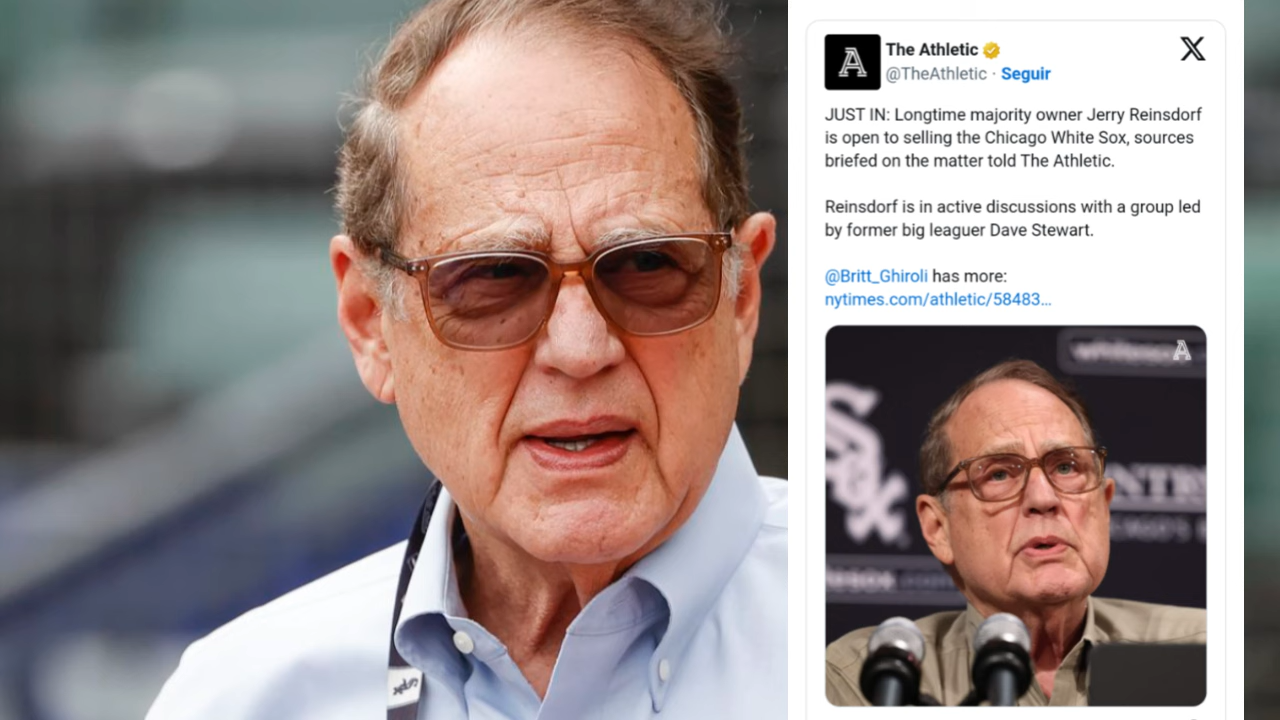 The Athletic
@TheAthletic · Seguir
JUST IN: Longtime majority owner Jerry Reinsdorf
is open to selling the Chicago White Sox, sources
briefed on the matter told The Athletic.
Reinsdorf is in active discussions with a group led
by former big leaguer Dave Stewart.
@Britt_Ghiroli has more:
nytimes.com/athletic/58483...
whitesox
A
Sox